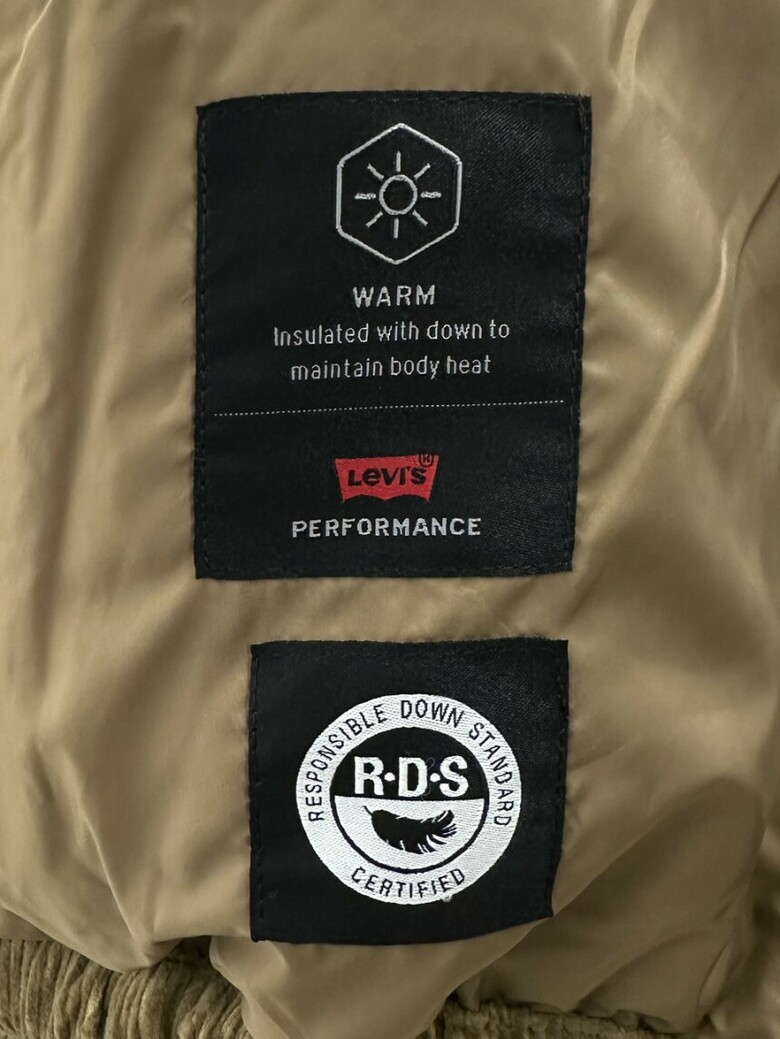 WARM
Insulated with down to
maintain body heat
Levi's®
PERFORMANCE
RESPONSIBLE DOWN STANDARD
R·D·S
CERTIFIED